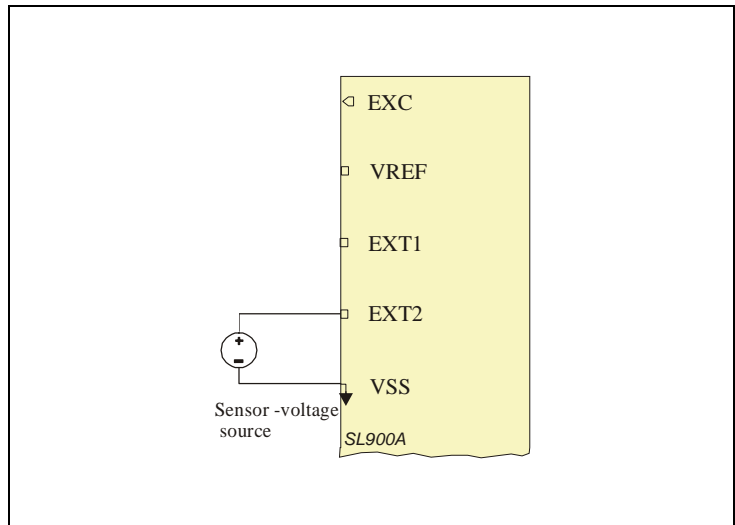 EXC
VREF
EXT1
EXT2
VSS
Sensor -voltage
source
SL900A